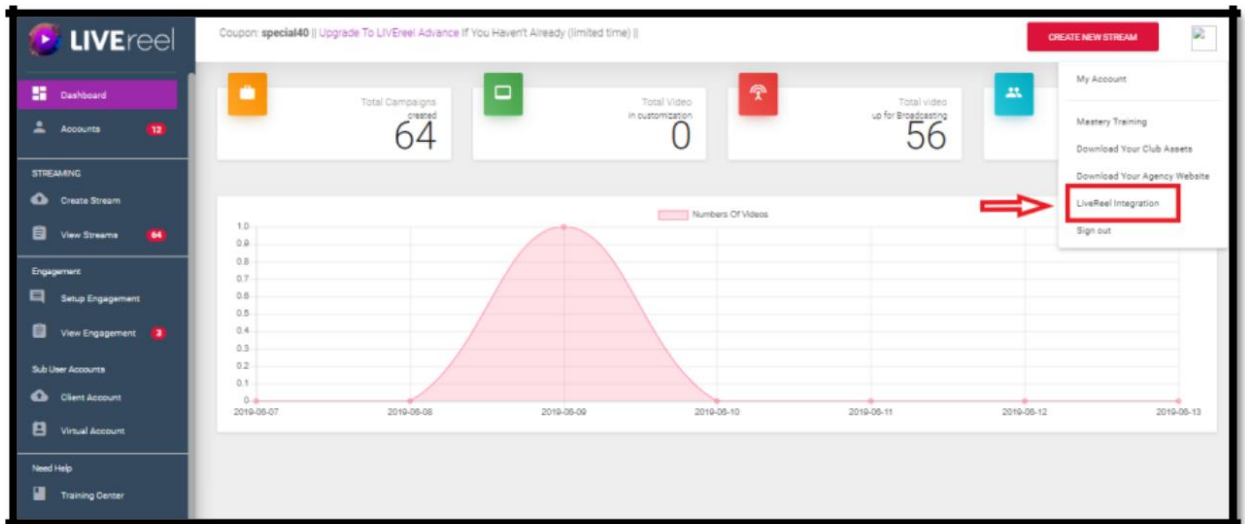 LIVEreel
Coupon: special40 || Upgrade To LIVEreel Advance If You Haven't Already (limited time) ||
CREATE NEW STREAM
Dashboard
Accounts 12
STREAMING
Create Stream
View Streams 64
Engagement
Setup Engagement
View Engagement 3
Sub User Accounts
Client Account
Virtual Account
Need Help
Training Center
Total Campaigns
created
64
Total Video
in customization
0
Total video
up for Broadcasting
56
My Account
Mastery Training
Download Your Club Assets
Download Your Agency Website
LiveReel Integration
Sign out
Numbers Of Videos
1.0
0.9
0.8
0.7
0.6
0.5
0.4
0.3
0.2
0.1
0
2019-06-07 2019-06-08 2019-06-09 2019-06-10 2019-06-11 2019-06-12 2019-06-13